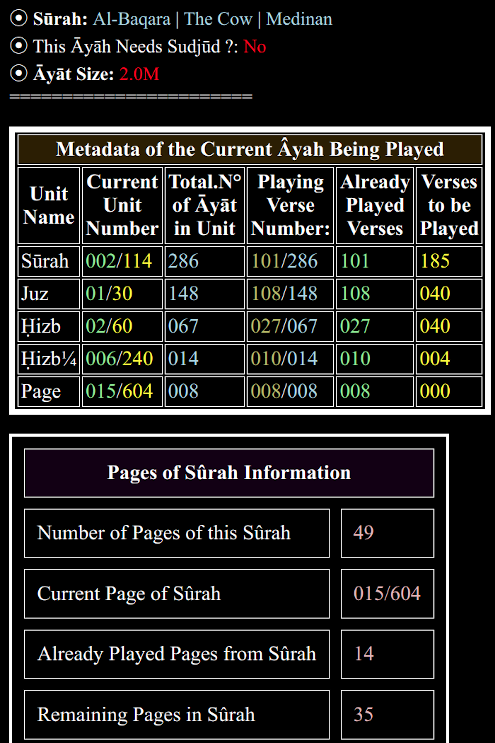 ⦿ Sūrah: Al-Baqara | The Cow | Medinan
⦿ This Āyāh Needs Sudjūd ?: No
⦿ Āyāt Size: 2.0M
=======================
Metadata of the Current Âyah Being Played
Unit Name | Current Unit Number | Total.N° of Āyāt in Unit | Playing Verse Number: | Already Played Verses | Verses to be Played
Sūrah | 002/114 | 286 | 101/286 | 101 | 185
Juz | 01/30 | 148 | 108/148 | 108 | 040
Ḥizb | 02/60 | 067 | 027/067 | 027 | 040
Ḥizb¼ | 006/240 | 014 | 010/014 | 010 | 004
Page | 015/604 | 008 | 008/008 | 008 | 000
Pages of Sûrah Information
Number of Pages of this Sûrah | 49
Current Page of Sûrah | 015/604
Already Played Pages from Sûrah | 14
Remaining Pages in Sûrah | 35